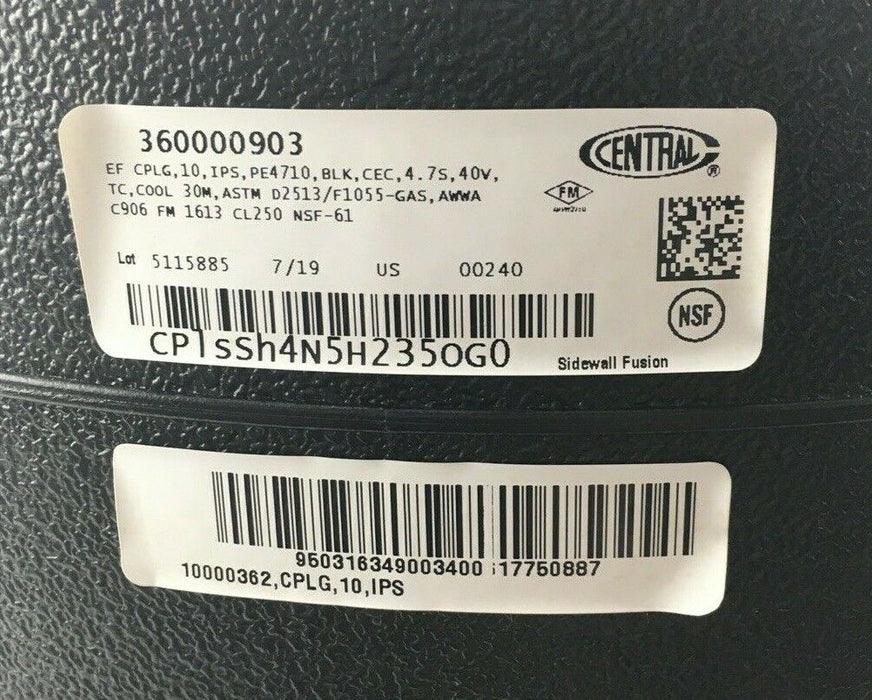 360000903
CENTRAL®
EF CPLG,10,IPS,PE4710,BLK,CEC,4.7S,40V,
TC,COOL 30M,ASTM D2513/F1055-GAS,AWWA
C906 FM 1613 CL250 NSF-61
FM
Lot 5115885 7/19 US 00240
NSF
CPlsSh4N5H235OGO
Sidewall Fusion
950316349003400 17750887
10000362,CPLG,10,IPS